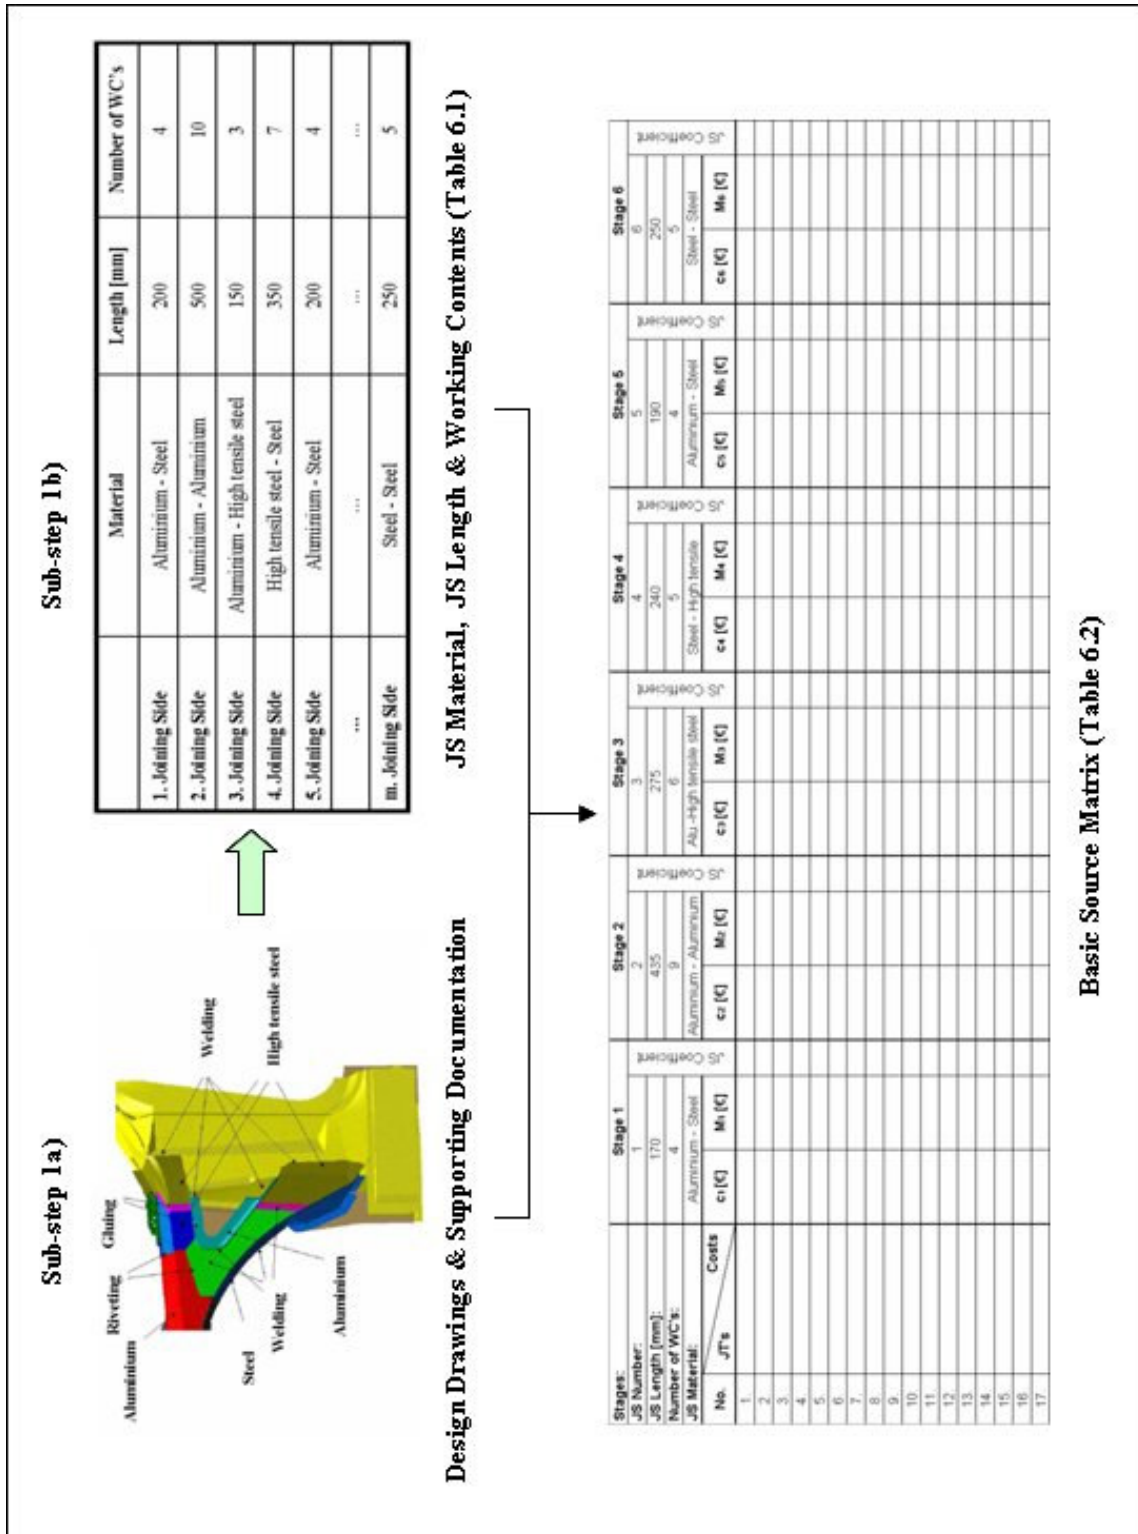 Sub-step 1a)
Aluminium
Riveting
Gluing
Welding
High tensile steel
Steel
Welding
Aluminium
Design Drawings & Supporting Documentation
Sub-step 1b)
Material Length [mm] Number of WC's
1. Joining Side Aluminium - Steel 200 4
2. Joining Side Aluminium - Aluminium 500 10
3. Joining Side Aluminium - High tensile steel 150 3
4. Joining Side High tensile steel - Steel 350 7
5. Joining Side Aluminium - Steel 200 4
... ... ... ...
m. Joining Side Steel - Steel 250 5
JS Material, JS Length & Working Contents (Table 6.1)
Stages: Stage 1 Stage 2 Stage 3 Stage 4 Stage 5 Stage 6
JS Number: 1 2 3 4 5 6
JS Length [mm]: 170 435 275 240 190 250
Number of WC's: 4 9 6 5 4 5
JS Material: Aluminium - Steel Aluminium - Aluminium Alu -High tensile steel Steel - High tensile Aluminium - Steel Steel - Steel
JS Coefficient JS Coefficient JS Coefficient JS Coefficient JS Coefficient JS Coefficient
No. JT's Costs c1 [€] M1 [€] c2 [€] M2 [€] c3 [€] M3 [€] c4 [€] M4 [€] c5 [€] M5 [€] c6 [€] M6 [€]
1.
2.
3.
4.
5.
6.
7.
8.
9.
10.
11.
12.
13.
14.
15.
16.
17.
Basic Source Matrix (Table 6.2)